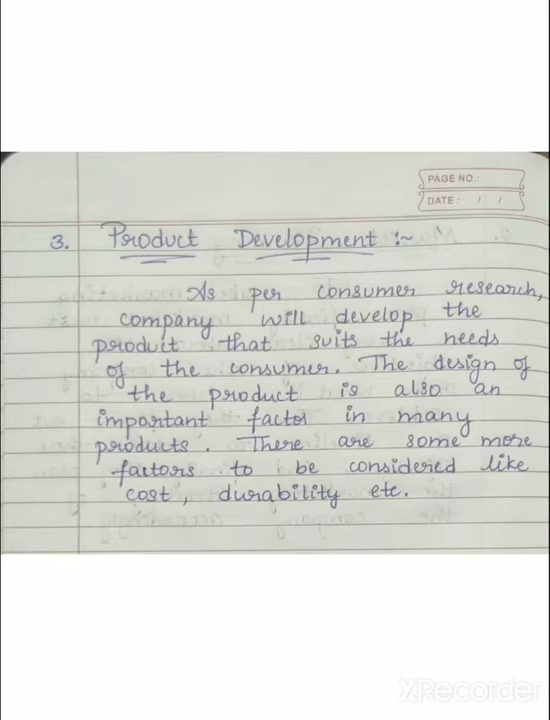 PAGE NO.:
DATE: / /
3. Product Development :~
As per consumer research,
company will develop the
product that suits the needs
of the consumer. The design of
the product is also an
important factor in many
products. There are some more
factors to be considered like
cost, durability etc.
XRecorder